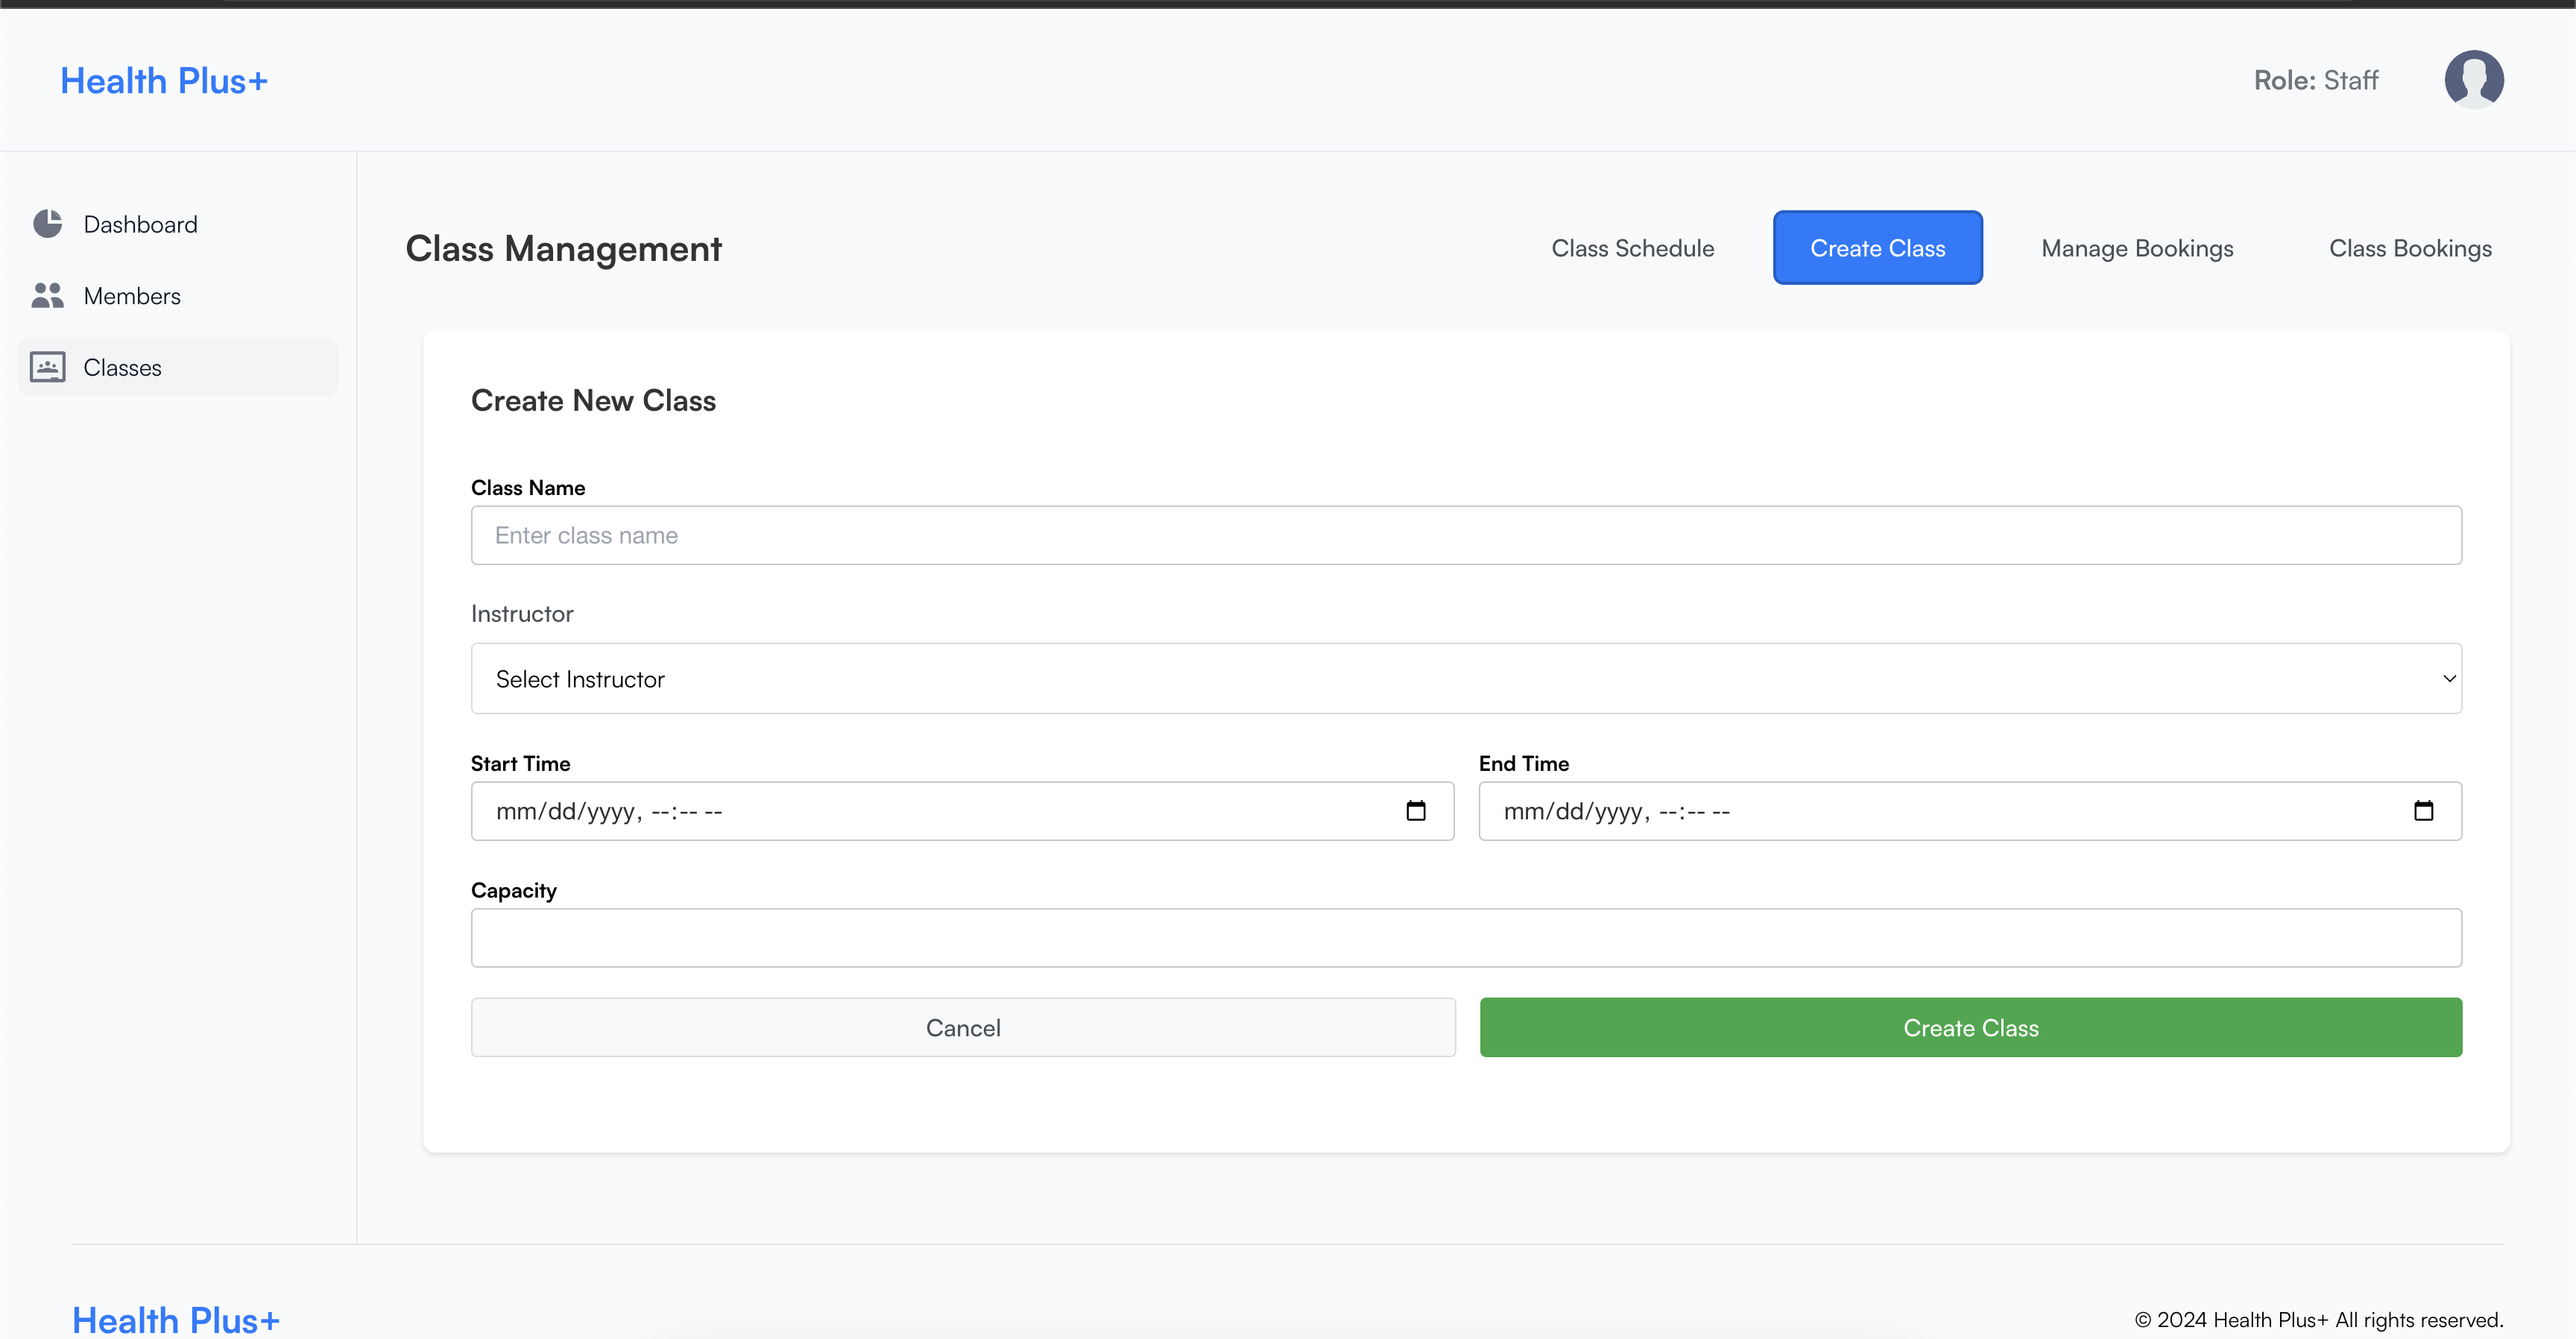 Health Plus+
Role: Staff
Dashboard
Members
Classes
Class Management
Class Schedule
Create Class
Manage Bookings
Class Bookings
Create New Class
Class Name
Enter class name
Instructor
Select Instructor
Start Time
End Time
mm/dd/yyyy, --:-- --
mm/dd/yyyy, --:-- --
Capacity
Cancel
Create Class
Health Plus+
© 2024 Health Plus+ All rights reserved.